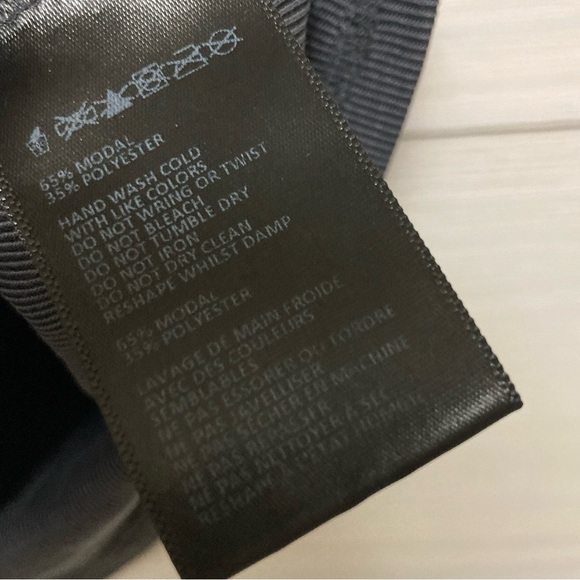 65% MODAL
35% POLYESTER
HAND WASH COLD
WITH LIKE COLORS
DO NOT WRING OR TWIST
DO NOT BLEACH
DO NOT TUMBLE DRY
DO NOT IRON
DO NOT DRY CLEAN
RESHAPE WHILST DAMP
65% MODAL
35% POLYESTER
LAVAGE DE MAIN FROIDE
AVEC DES COULEURS
SEMBLABLES
NE PAS ESSORER OU TORDRE
NE PAS
NE PAS SÉCHER EN MACHINE
NE PAS
NE PAS NETTOYER A SEC